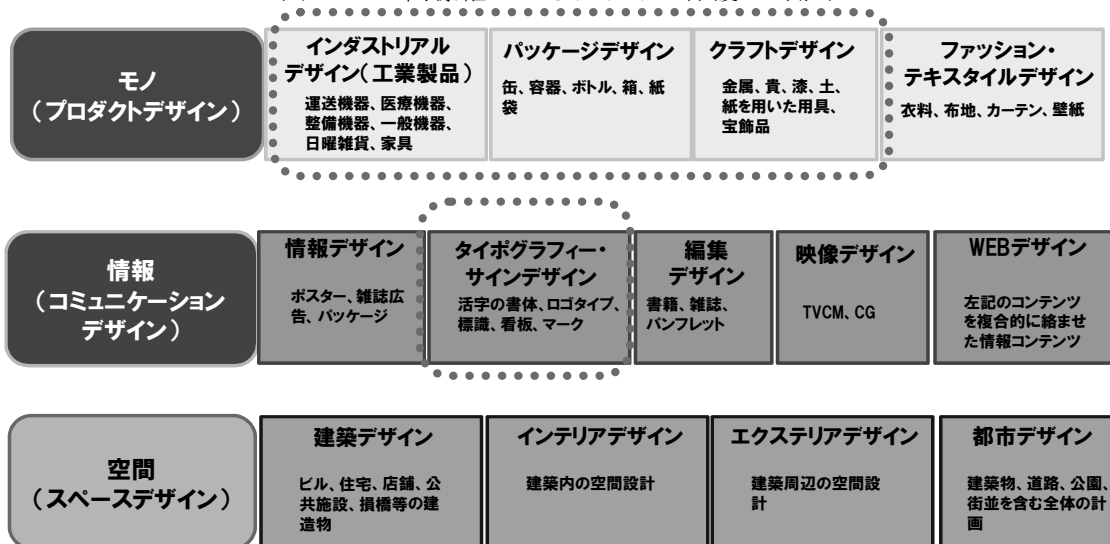 モノ
（プロダクトデザイン）
インダストリアル
デザイン（工業製品）
運送機器、医療機器、
整備機器、一般機器、
日曜雑貨、家具
パッケージデザイン
缶、容器、ボトル、箱、紙
袋
クラフトデザイン
金属、貴、漆、土、
紙を用いた用具、
宝飾品
ファッション・
テキスタイルデザイン
衣料、布地、カーテン、壁紙
情報
（コミュニケーション
デザイン）
情報デザイン
ポスター、雑誌広
告、パッケージ
タイポグラフィー・
サインデザイン
活字の書体、ロゴタイプ、
標識、看板、マーク
編集
デザイン
書籍、雑誌、
パンフレット
映像デザイン
TVCM、CG
WEBデザイン
左記のコンテンツ
を複合的に絡ませ
た情報コンテンツ
空間
（スペースデザイン）
建築デザイン
ビル、住宅、店舗、公
共施設、損橋等の建
造物
インテリアデザイン
建築内の空間設計
エクステリアデザイン
建築周辺の空間設
計
都市デザイン
建築物、道路、公園、
街並を含む全体の計
画